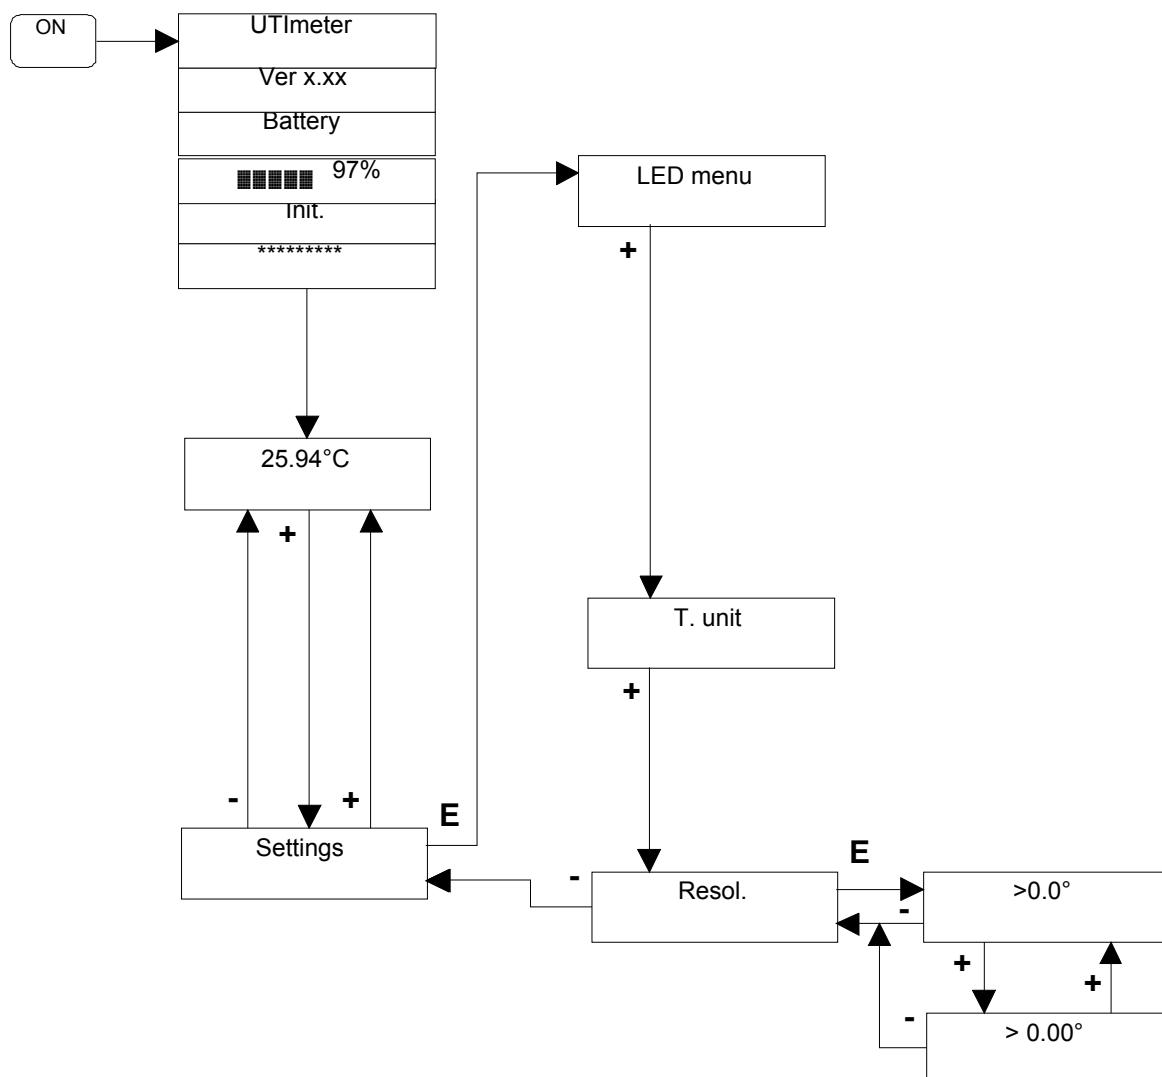 ON
UTImeter
Ver x.xx
Battery
97%
Init.
*********
LED menu
+
25.94°C
+
T. unit
+
-
+
E
Settings
-
Resol.
E
-
>0.0°
+
+
-
> 0.00°